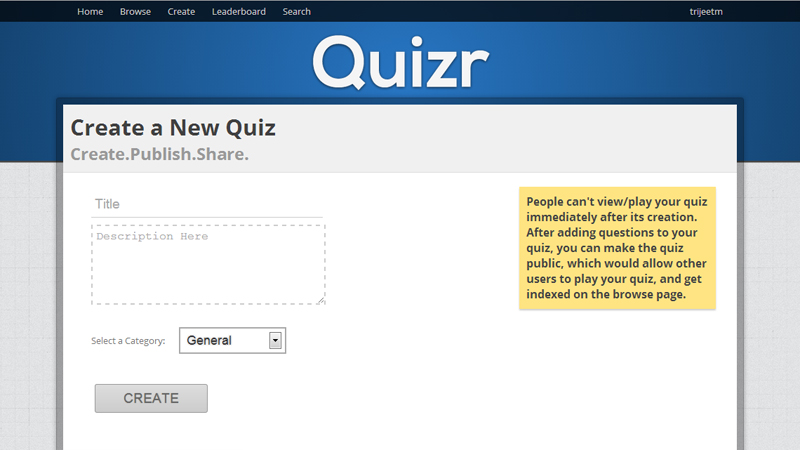 Home Browse Create Leaderboard Search trijeetm
Quizr
Create a New Quiz
Create.Publish.Share.
Title
Description Here
Select a Category: General
CREATE
People can't view/play your quiz
immediately after its creation.
After adding questions to your
quiz, you can make the quiz
public, which would allow other
users to play your quiz, and get
indexed on the browse page.